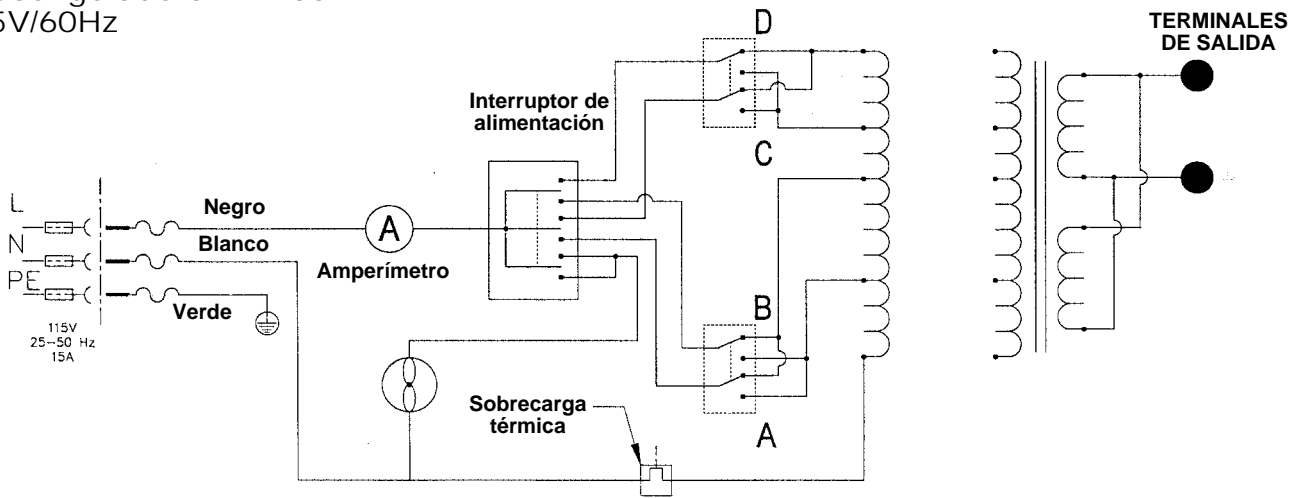 5V/60Hz
TERMINALES
DE SALIDA
D
Interruptor de
alimentación
C
L
Negro
A
N
Blanco
Amperímetro
PE
Verde
B
115V
25-50 Hz
15A
Sobrecarga
térmica
A